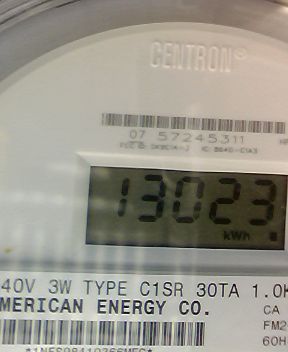 CENTRON®
07 57245311
13023
kWh
40V 3W TYPE C1SR 30TA 1.0K
MERICAN ENERGY CO.
CA
FM2
60H